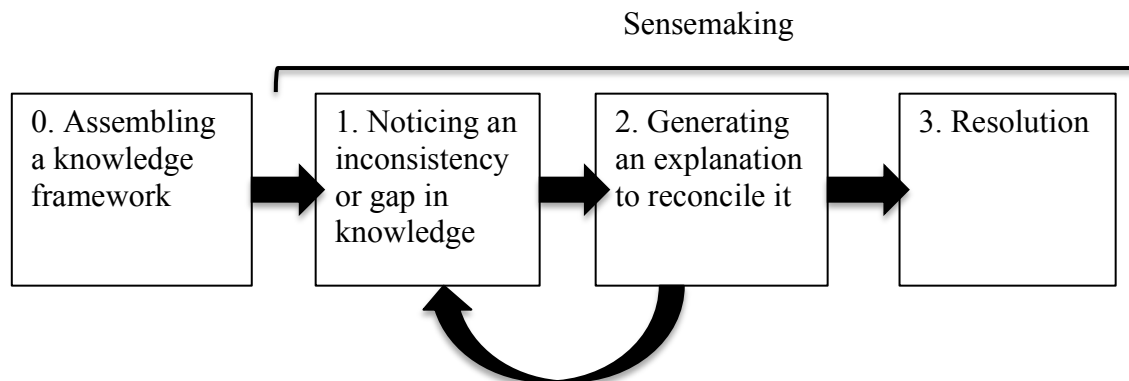 Sensemaking
0. Assembling
a knowledge
framework
1. Noticing an
inconsistency
or gap in
knowledge
2. Generating
an explanation
to reconcile it
3. Resolution